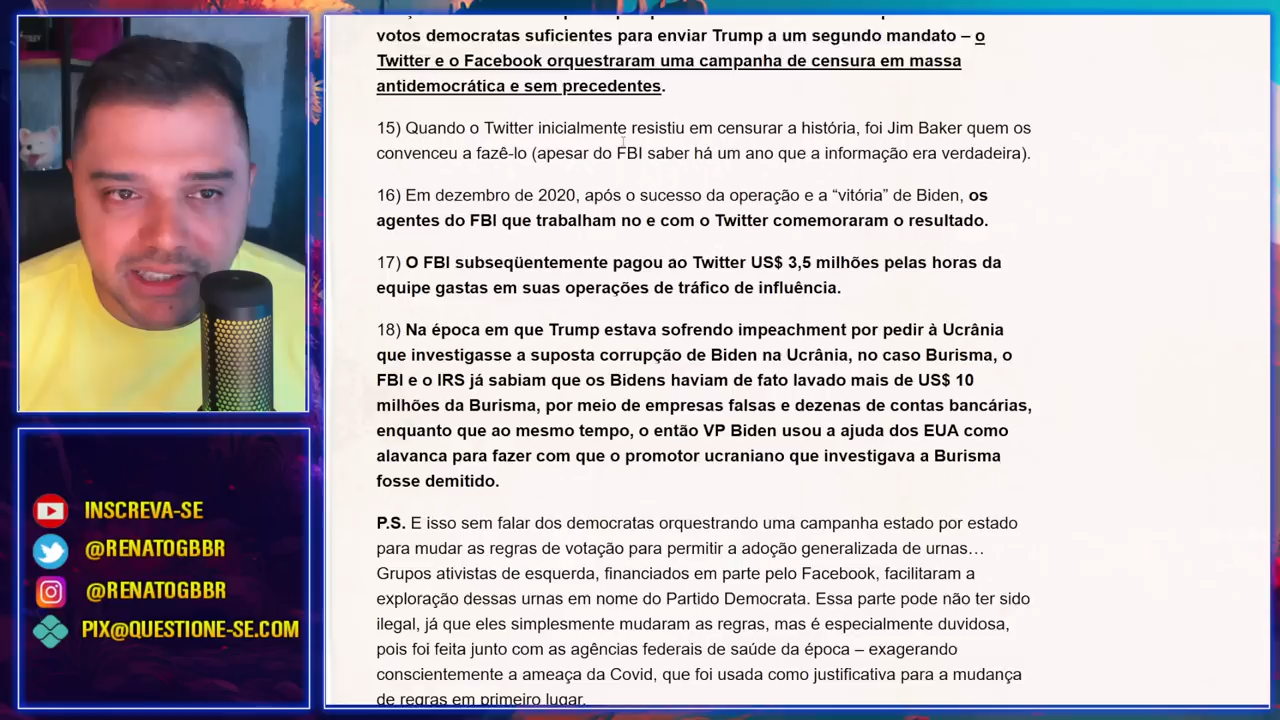 votos democratas suficientes para enviar Trump a um segundo mandato – o
Twitter e o Facebook orquestraram uma campanha de censura em massa
antidemocrática e sem precedentes.
15) Quando o Twitter inicialmente resistiu em censurar a história, foi Jim Baker quem os
convenceu a fazê-lo (apesar do FBI saber há um ano que a informação era verdadeira).
16) Em dezembro de 2020, após o sucesso da operação e a “vitória” de Biden, os
agentes do FBI que trabalham no e com o Twitter comemoraram o resultado.
17) O FBI subseqüentemente pagou ao Twitter US$ 3,5 milhões pelas horas da
equipe gastas em suas operações de tráfico de influência.
18) Na época em que Trump estava sofrendo impeachment por pedir à Ucrânia
que investigasse a suposta corrupção de Biden na Ucrânia, no caso Burisma, o
FBI e o IRS já sabiam que os Bidens haviam de fato lavado mais de US$ 10
milhões da Burisma, por meio de empresas falsas e dezenas de contas bancárias,
enquanto que ao mesmo tempo, o então VP Biden usou a ajuda dos EUA como
alavanca para fazer com que o promotor ucraniano que investigava a Burisma
fosse demitido.
P.S. E isso sem falar dos democratas orquestrando uma campanha estado por estado
para mudar as regras de votação para permitir a adoção generalizada de urnas…
Grupos ativistas de esquerda, financiados em parte pelo Facebook, facilitaram a
exploração dessas urnas em nome do Partido Democrata. Essa parte pode não ter sido
ilegal, já que eles simplesmente mudaram as regras, mas é especialmente duvidosa,
pois foi feita junto com as agências federais de saúde da época – exagerando
conscientemente a ameaça da Covid, que foi usada como justificativa para a mudança
de regras em primeiro lugar.
INSCREVA-SE
@RENATOGBBR
@RENATOGBBR
PIX@QUESTIONE-SE.COM